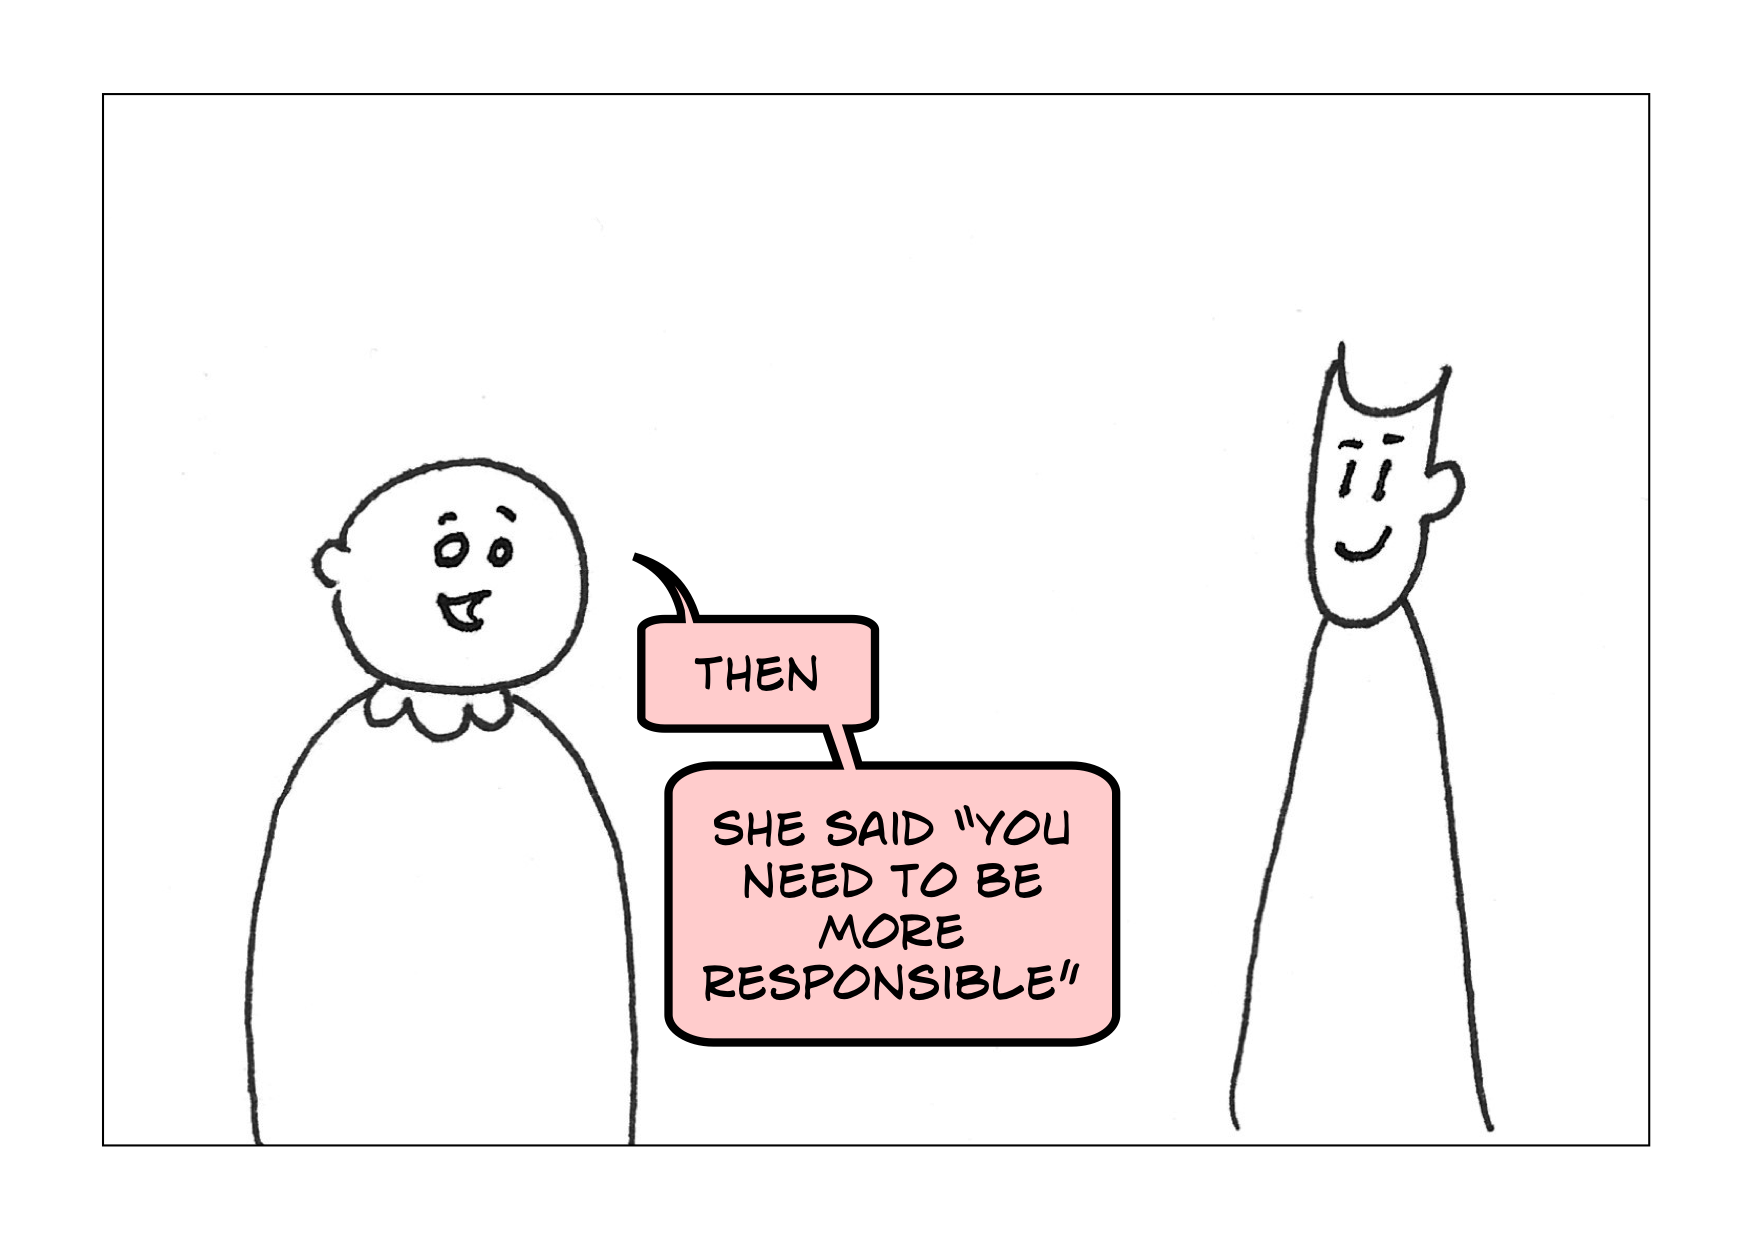 THEN
SHE SAID "YOU
NEED TO BE
MORE
RESPONSIBLE"